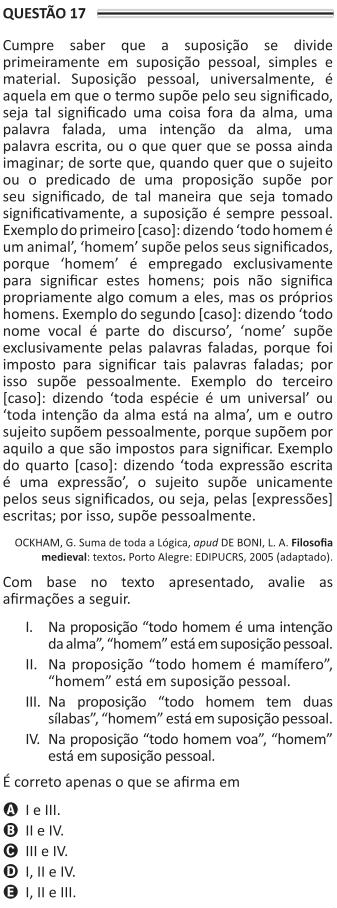 QUESTÃO 17
Cumpre saber que a suposição se divide
primeiramente em suposição pessoal, simples e
material. Suposição pessoal, universalmente, é
aquela em que o termo supõe pelo seu significado,
seja tal significado uma coisa fora da alma, uma
palavra falada, uma intenção da alma, uma
palavra escrita, ou o que quer que se possa ainda
imaginar; de sorte que, quando quer que o sujeito
ou o predicado de uma proposição supõe por
seu significado, de tal maneira que seja tomado
significativamente, a suposição é sempre pessoal.
Exemplo do primeiro [caso]: dizendo ‘todo homem é
um animal’, ‘homem’ supõe pelos seus significados,
porque ‘homem’ é empregado exclusivamente
para significar estes homens; pois não significa
propriamente algo comum a eles, mas os próprios
homens. Exemplo do segundo [caso]: dizendo ‘todo
nome vocal é parte do discurso’, ‘nome’ supõe
exclusivamente pelas palavras faladas, porque foi
imposto para significar tais palavras faladas; por
isso supõe pessoalmente. Exemplo do terceiro
[caso]: dizendo ‘toda espécie é um universal’ ou
‘toda intenção da alma está na alma’, um e outro
sujeito supõem pessoalmente, porque supõem por
aquilo a que são impostos para significar. Exemplo
do quarto [caso]: dizendo ‘toda expressão escrita
é uma expressão’, o sujeito supõe unicamente
pelos seus significados, ou seja, pelas [expressões]
escritas; por isso, supõe pessoalmente.
OCKHAM, G. Suma de toda a Lógica, apud DE BONI, L. A. Filosofia
medieval: textos. Porto Alegre: EDIPUCRS, 2005 (adaptado).
Com base no texto apresentado, avalie as
afirmações a seguir.
I. Na proposição “todo homem é uma intenção
da alma”, “homem” está em suposição pessoal.
II. Na proposição “todo homem é mamífero”,
“homem” está em suposição pessoal.
III. Na proposição “todo homem tem duas
sílabas”, “homem” está em suposição pessoal.
IV. Na proposição “todo homem voa”, “homem”
está em suposição pessoal.
É correto apenas o que se afirma em
A I e III.
B II e IV.
C III e IV.
D I, II e IV.
E I, II e III.